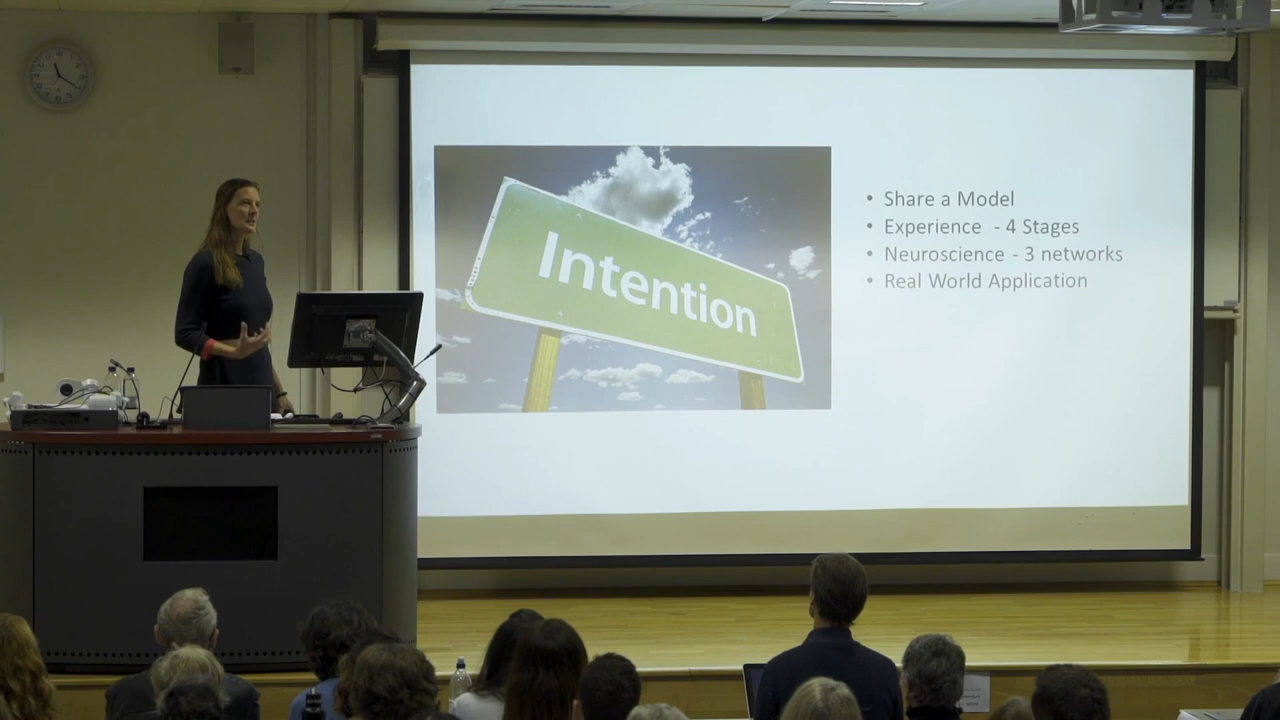 Intention
• Share a Model
• Experience - 4 Stages
• Neuroscience - 3 networks
• Real World Application